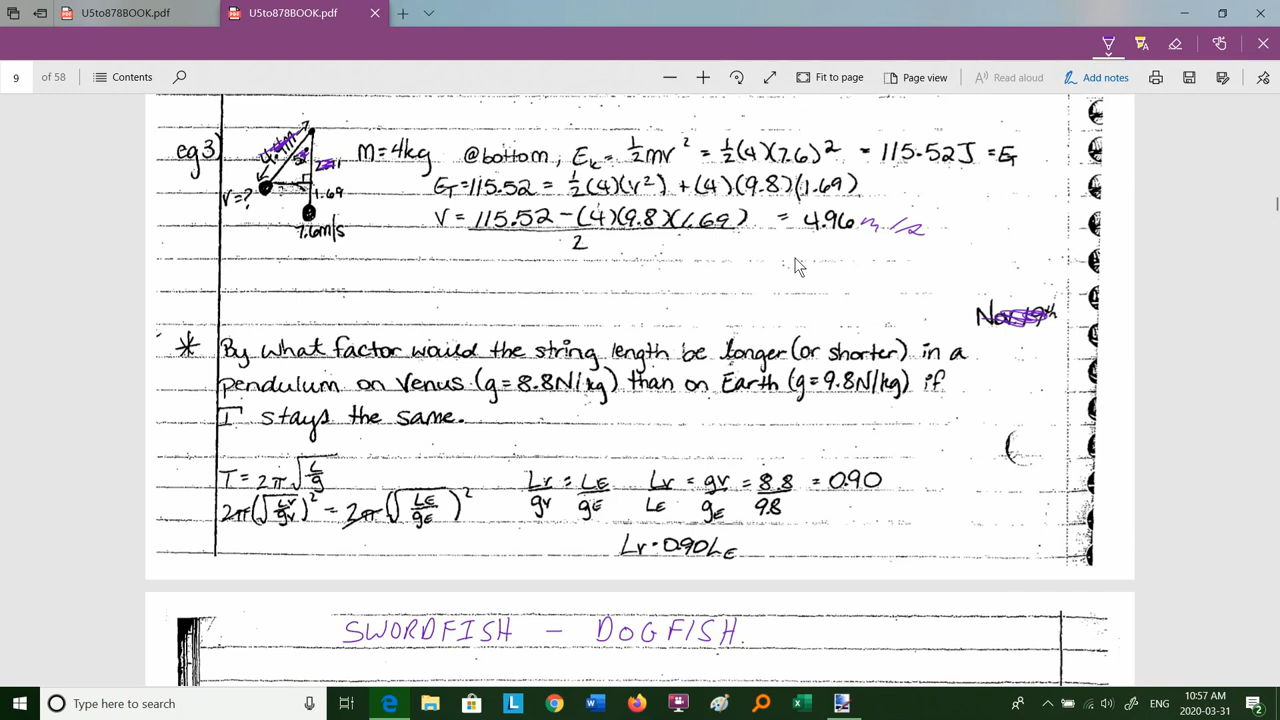 U5to878BOOK.pdf
U5to878BOOK.pdf
9 of 58
Contents
Fit to page
Page view
Read aloud
Add notes
eg3)
M=4kg @bottom, Ek = ½mv² = ½(4)(7.6)² = 115.52J = ET
V=?
1.69
7.6m/s
ET=115.52 = ½(4)(v²) + (4)(9.8)(1.69)
V = 115.52 - (4)(9.8)(1.69) / 2 = 4.96 m/s
* By what factor would the string length be longer (or shorter) in a
pendulum on Venus (g=8.8N/kg) than on Earth (g=9.8N/kg) if
T stays the same.
T = 2π√L/g
2π(√Lv/gv)² = 2π(√LE/gE)²
Lv/gv = LE/gE Lv/LE = gv/gE = 8.8/9.8 = 0.90
Lv = 0.90LE
SWORDFISH - DOGFISH.
Type here to search
ENG
10:57 AM
2020-03-31